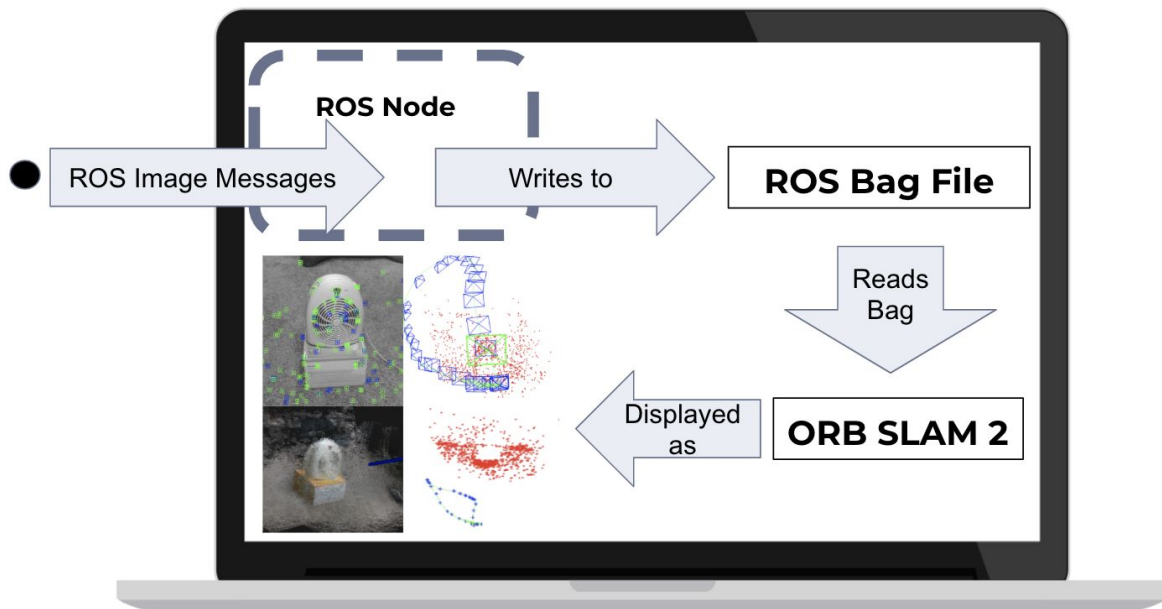 ROS Node
ROS Image Messages
Writes to
ROS Bag File
Reads
Bag
Displayed
as
ORB SLAM 2